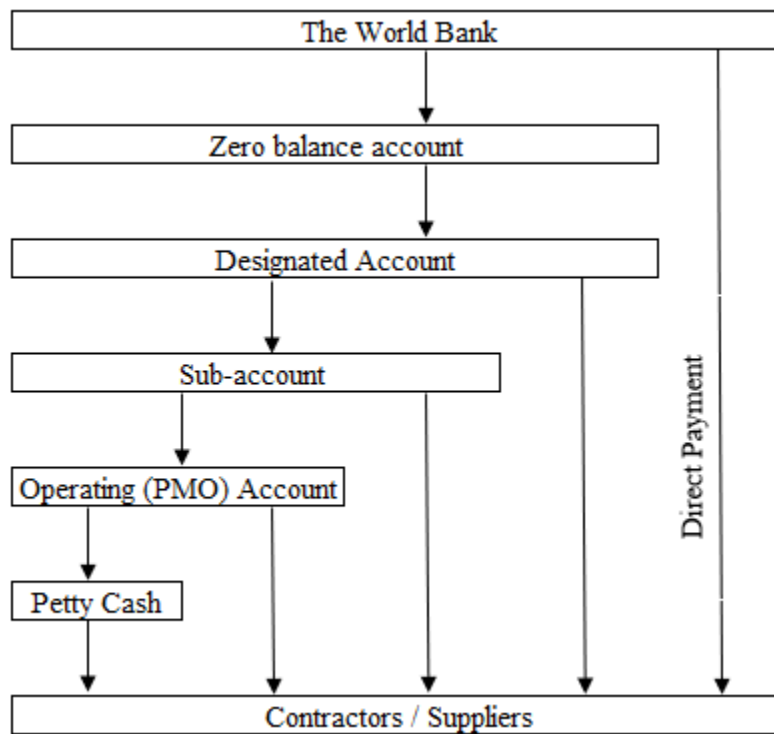 The World Bank
Zero balance account
Designated Account
Sub-account
Direct Payment
Operating (PMO) Account
Petty Cash
Contractors / Suppliers